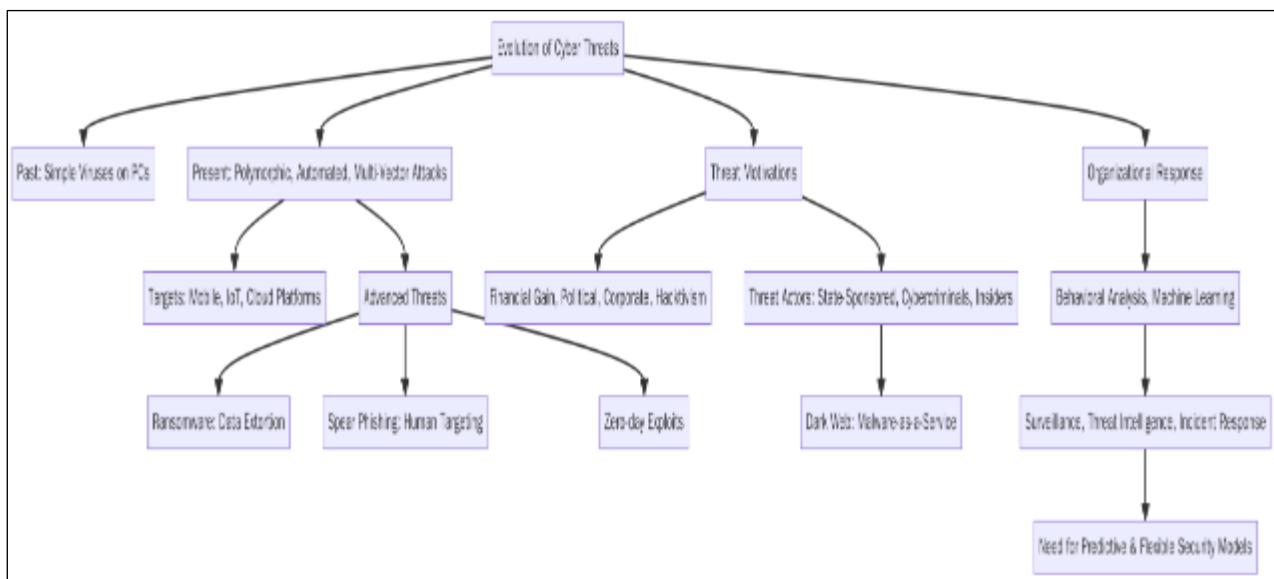 Evolution of Cyber Threats
Past: Simple Viruses on PCs
Present: Polymorphic, Automated, Multi-Vector Attacks
Threat Motivations
Organizational Response
Targets: Mobile, IoT, Cloud Platforms
Advanced Threats
Financial Gain, Political, Corporate, Hacktivism
Threat Actors: State-Sponsored, Cybercriminals, Insiders
Behavioral Analysis, Machine Learning
Ransomware: Data Extortion
Spear Phishing: Human Targeting
Zero-day Exploits
Dark Web: Malware-as-a-Service
Surveillance, Threat Intelligence, Incident Response
Need for Predictive & Flexible Security Models